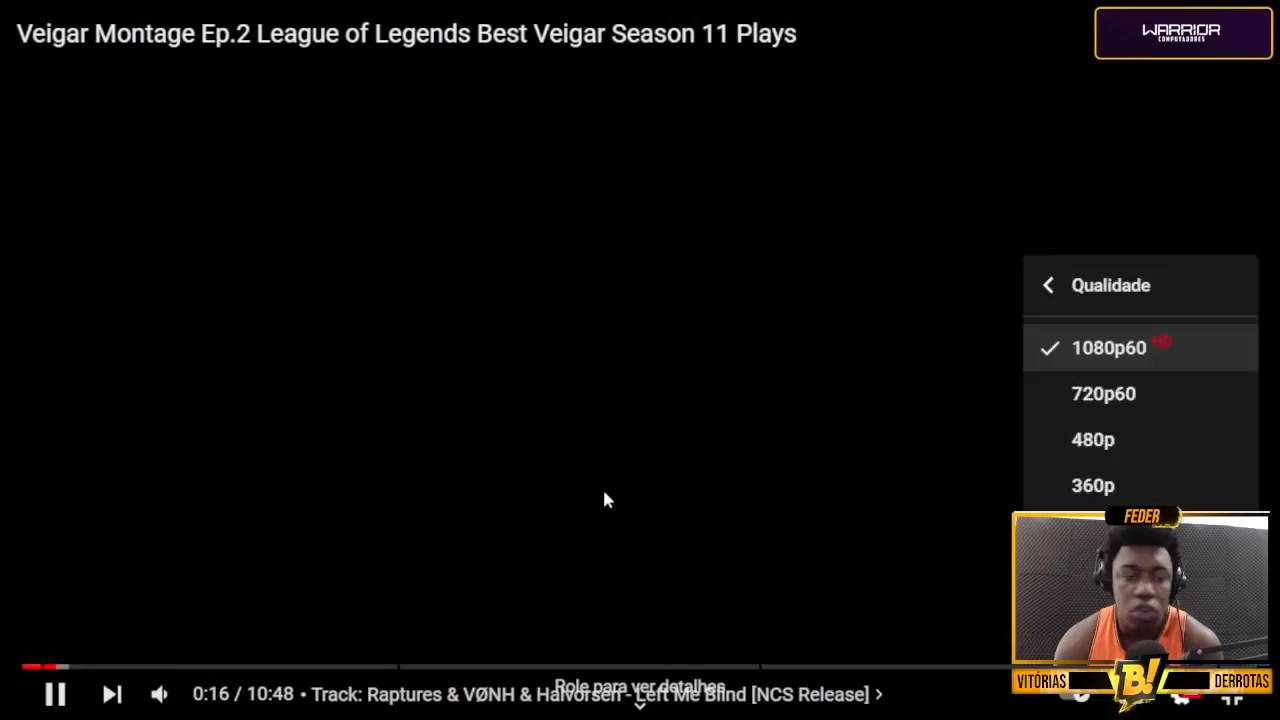 Veigar Montage Ep.2 League of Legends Best Veigar Season 11 Plays
WARRIOR
COMPUTADORES
Qualidade
1080p60 HD
720p60
480p
360p
FEDER
Role para ver detalhes
0:16 / 10:48 • Track: Raptures & VØNH & Halvorsen - Left Me Blind [NCS Release] >
VITÓRIAS
B!
DERROTAS